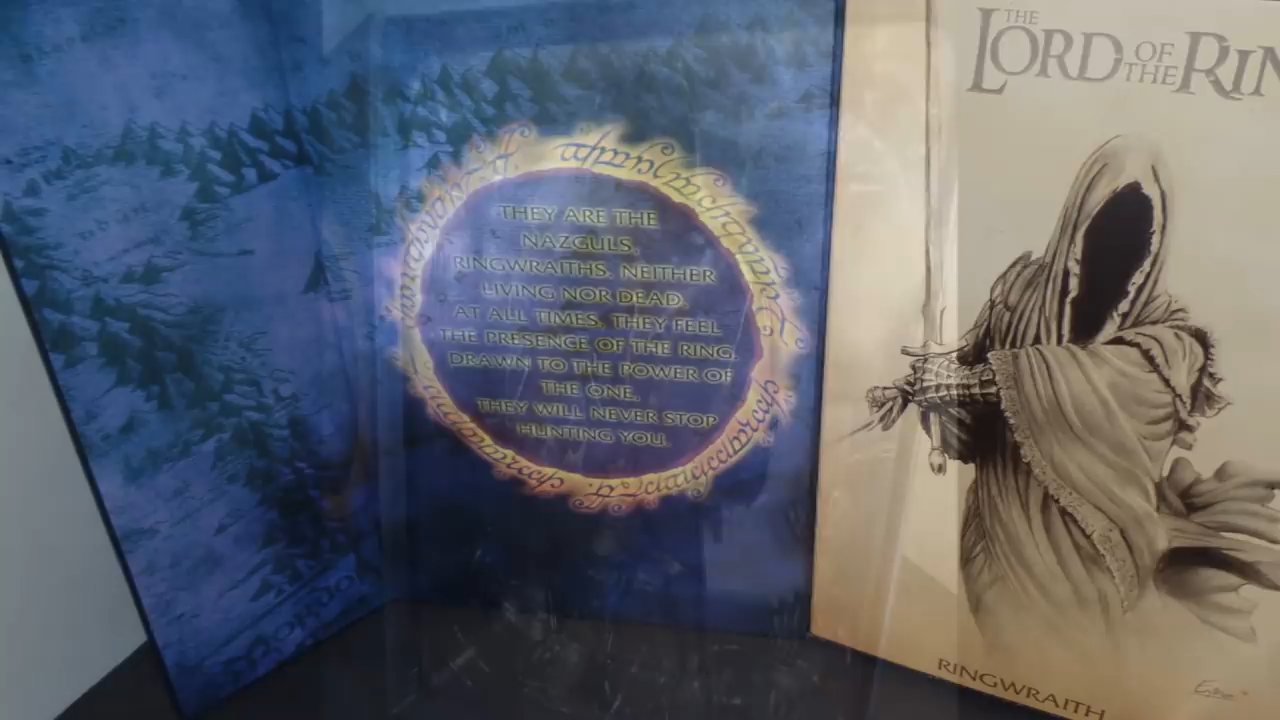 THEY ARE THE
NAZGULS,
RINGWRAITHS, NEITHER
LIVING NOR DEAD.
AT ALL TIMES, THEY FEEL
THE PRESENCE OF THE RING.
DRAWN TO THE POWER OF
THE ONE,
THEY WILL NEVER STOP
HUNTING YOU.
THE
LORD OF
THE RIN
RINGWRAITH